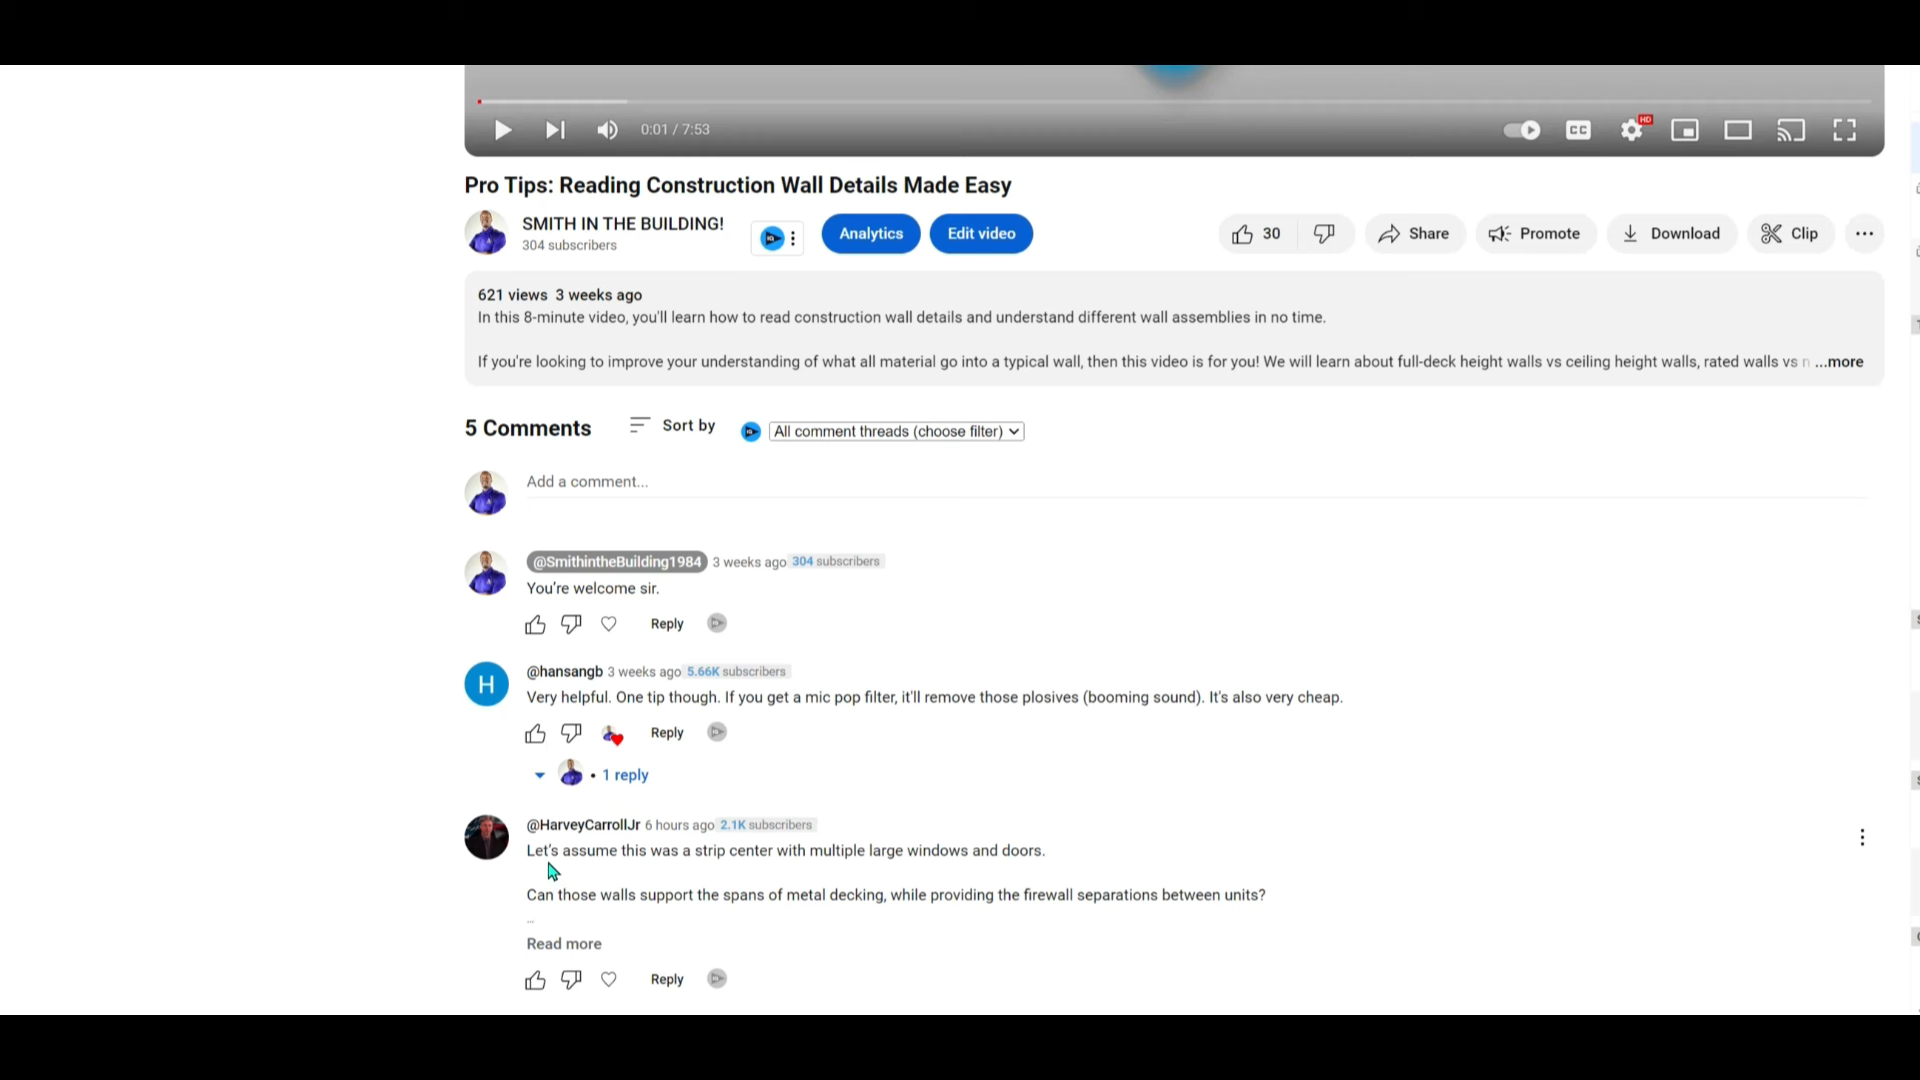 0:01 / 7:53
CC
HD
Pro Tips: Reading Construction Wall Details Made Easy
SMITH IN THE BUILDING!
304 subscribers
Analytics
Edit video
30
Share
Promote
Download
Clip
621 views 3 weeks ago
In this 8-minute video, you'll learn how to read construction wall details and understand different wall assemblies in no time.
If you're looking to improve your understanding of what all material go into a typical wall, then this video is for you! We will learn about full-deck height walls vs ceiling height walls, rated walls vs n ...more
5 Comments
Sort by
All comment threads (choose filter)
Add a comment...
@SmithintheBuilding1984 3 weeks ago 304 subscribers
You're welcome sir.
Reply
H
@hansangb 3 weeks ago 5.66K subscribers
Very helpful. One tip though. If you get a mic pop filter, it'll remove those plosives (booming sound). It's also very cheap.
Reply
• 1 reply
@HarveyCarrollJr 6 hours ago 2.1K subscribers
Let's assume this was a strip center with multiple large windows and doors.
Can those walls support the spans of metal decking, while providing the firewall separations between units?
...
Read more
Reply